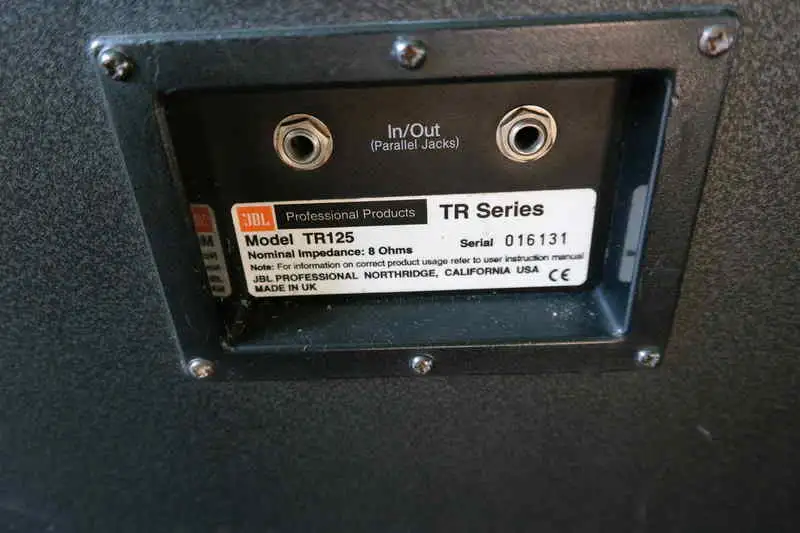 In/Out
(Parallel Jacks)
JBL Professional Products TR Series
Model TR125 Serial 016131
Nominal Impedance: 8 Ohms
Note: For information on correct product usage refer to user instruction manual
JBL PROFESSIONAL NORTHRIDGE, CALIFORNIA USA CE
MADE IN UK